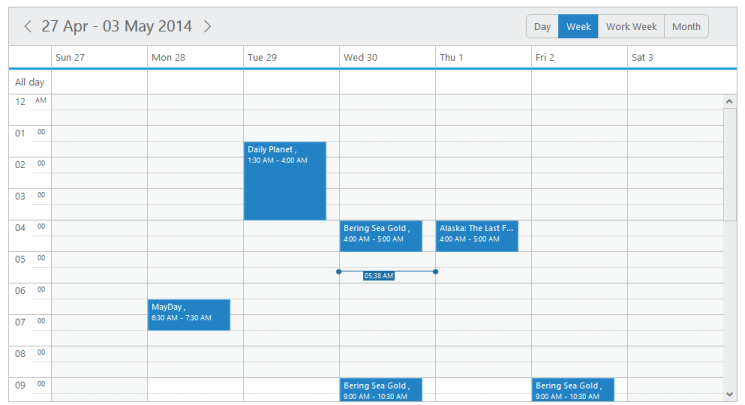 27 Apr - 03 May 2014
Day Week Work Week Month
Sun 27 Mon 28 Tue 29 Wed 30 Thu 1 Fri 2 Sat 3
All day
12 AM
01 00
Daily Planet ,
1:30 AM - 4:00 AM
02 00
03 00
04 00
Bering Sea Gold ,
4:00 AM - 5:00 AM
Alaska: The Last F...
4:00 AM - 5:00 AM
05 00
05:38 AM
06 00
MayDay ,
6:30 AM - 7:30 AM
07 00
08 00
09 00
Bering Sea Gold ,
9:00 AM - 10:30 AM
Bering Sea Gold ,
9:00 AM - 10:30 AM